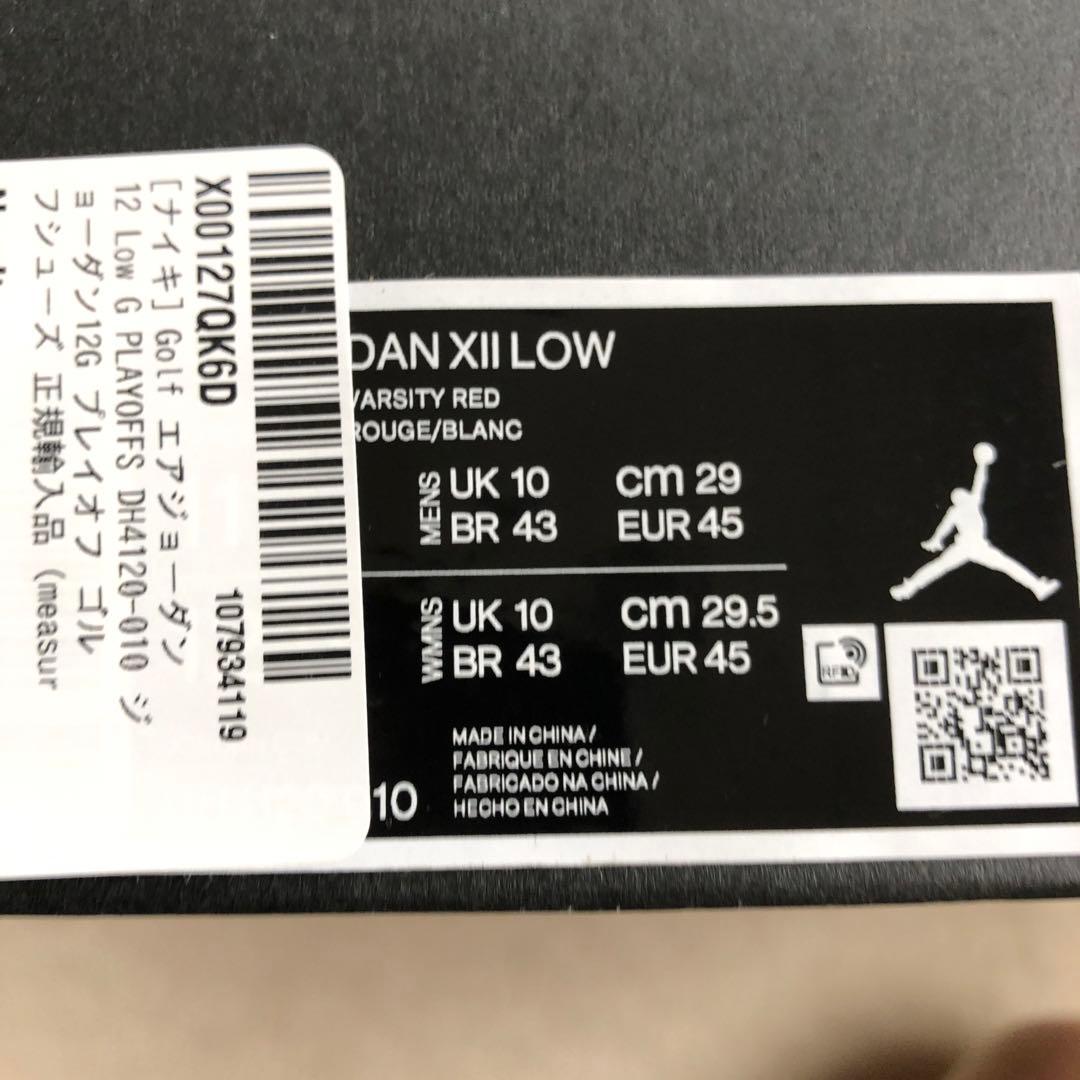 X00127QK6D
1079341119
[ナイキ] Golf エアジョーダン
12 Low G PLAYOFFS DH4120-010 ジ
ョーダン12G プレイオフ ゴル
フシューズ 正規輸入品 (measur
DAN XII LOW
VARSITY RED
ROUGE/BLANC
MENS
UK 10 cm 29
BR 43 EUR 45
WMNS
UK 10 cm 29.5
BR 43 EUR 45
RFID
MADE IN CHINA /
FABRIQUE EN CHINE /
FABRICADO NA CHINA /
HECHO EN CHINA
10